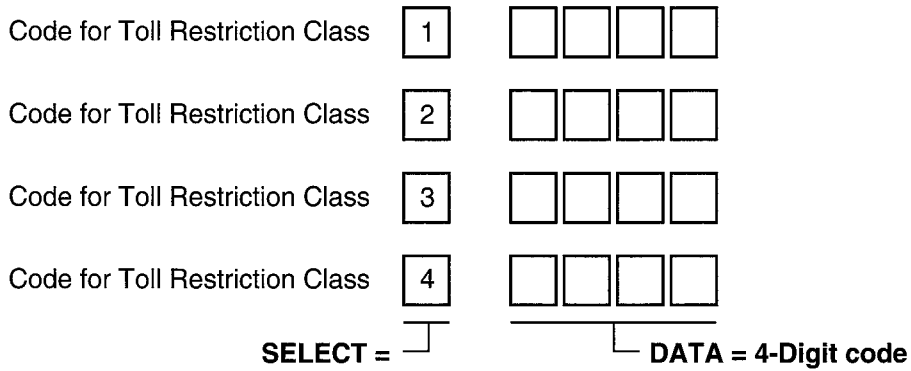 Code for Toll Restriction Class 1
Code for Toll Restriction Class 2
Code for Toll Restriction Class 3
Code for Toll Restriction Class 4
SELECT = DATA = 4-Digit code